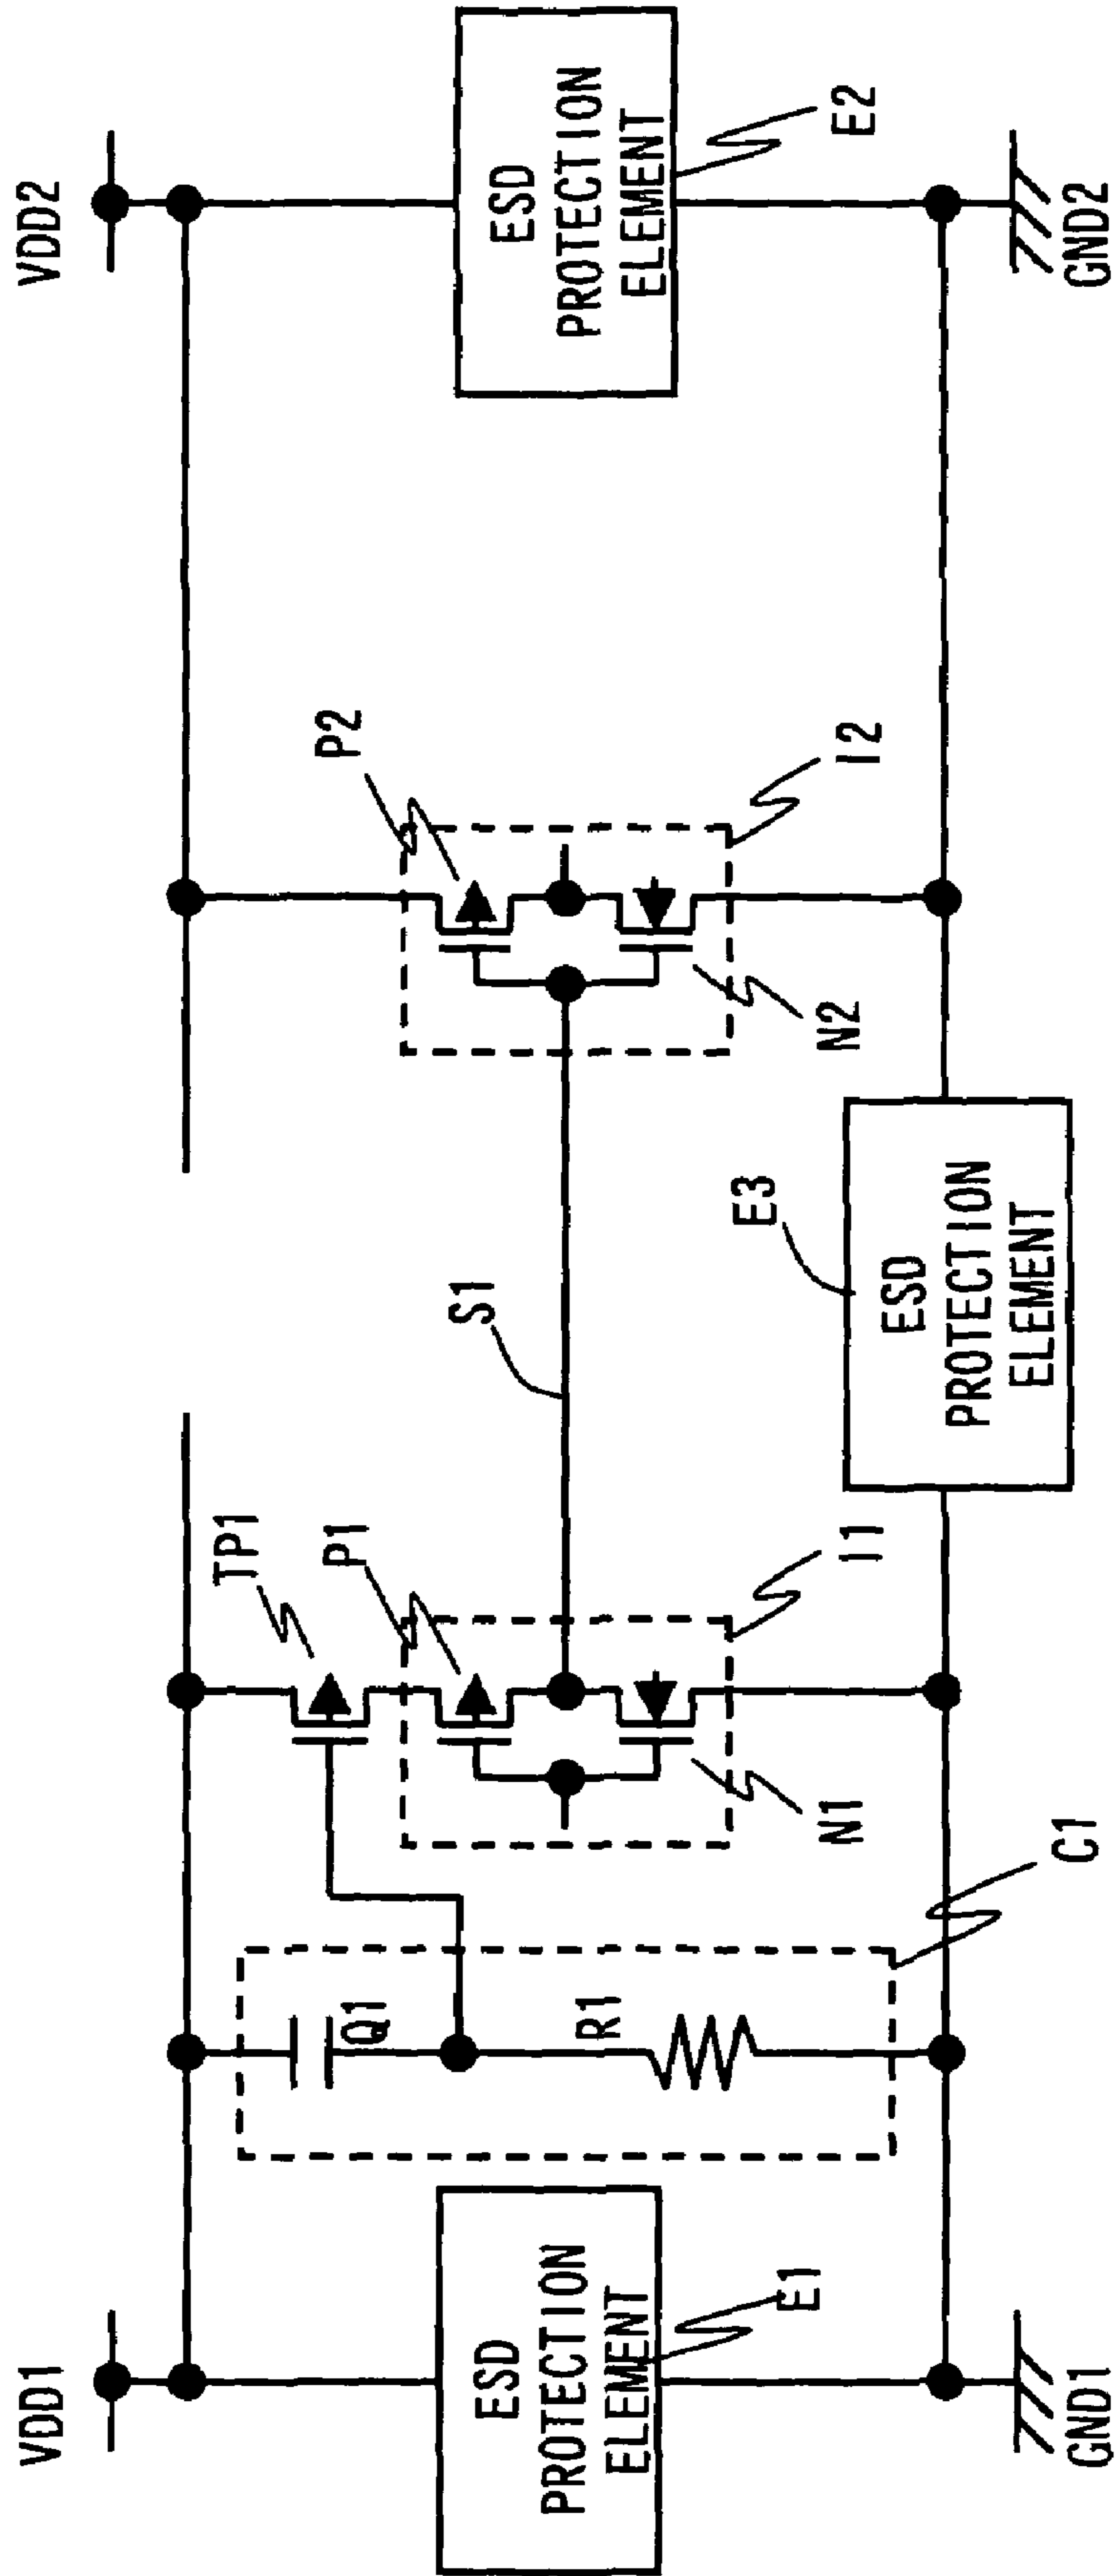 VDD1
VDD2
TP1
P1
P2
S1
Q1
R1
ESD
PROTECTION
ELEMENT
E1
N1
I1
N2
I2
ESD
PROTECTION
ELEMENT
E2
E3
ESD
PROTECTION
ELEMENT
C1
GND1
GND2